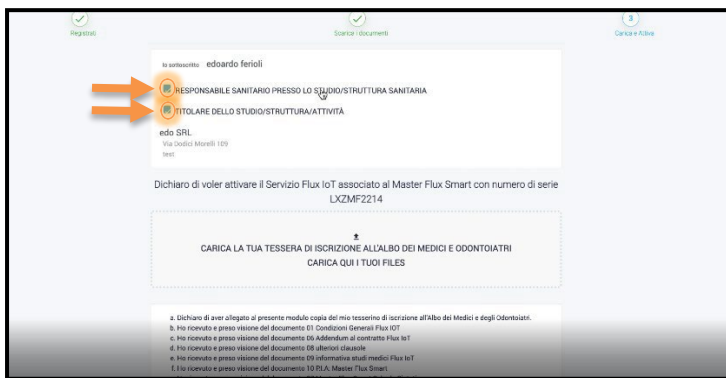 3
Registrati
Scarica i documenti
Carica e Attiva
Io sottoscritto edoardo ferioli
RESPONSABILE SANITARIO PRESSO LO STUDIO/STRUTTURA SANITARIA
TITOLARE DELLO STUDIO/STRUTTURA/ATTIVITÀ
edo SRL
Via Dodici Morelli 109
test
Dichiaro di voler attivare il Servizio Flux IoT associato al Master Flux Smart con numero di serie
LXZMF2214
CARICA LA TUA TESSERA DI ISCRIZIONE ALL'ALBO DEI MEDICI E ODONTOIATRI
CARICA QUI I TUOI FILES
a. Dichiaro di aver allegato al presente modulo copia del mio tesserino di iscrizione all'Albo dei Medici e degli Odontoiatri.
b. Ho ricevuto e preso visione del documento 01 Condizioni Generali Flux IOT
c. Ho ricevuto e preso visione del documento 06 Addendum al contratto Flux IoT
d. Ho ricevuto e preso visione del documento 08 ulteriori clausole
e. Ho ricevuto e preso visione del documento 09 informativa studi medici Flux IoT
f. Ho ricevuto e preso visione del documento 10 P.I.A. Master Flux Smart